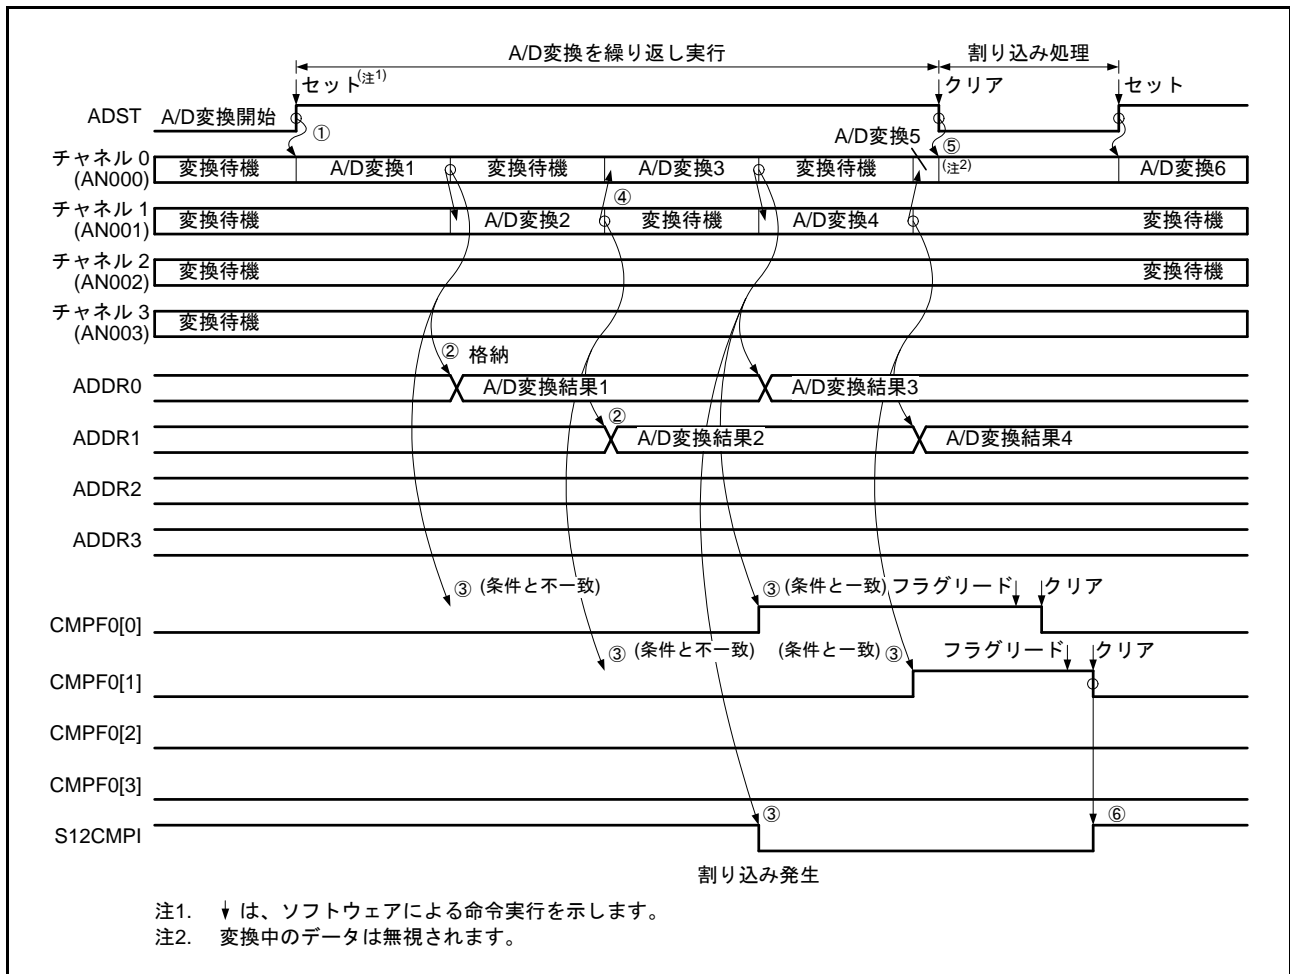 A/D変換を繰り返し実行 割り込み処理
セット(注1) クリア セット
ADST A/D変換開始 ① A/D変換5 ⑤
チャネル 0 (AN000) 変換待機 A/D変換1 変換待機 A/D変換3 変換待機 (注2) A/D変換6
④
チャネル 1 (AN001) 変換待機 A/D変換2 変換待機 A/D変換4 変換待機
チャネル 2 (AN002) 変換待機 変換待機
チャネル 3 (AN003) 変換待機
② 格納
ADDR0 A/D変換結果1 A/D変換結果3
②
ADDR1 A/D変換結果2 A/D変換結果4
ADDR2
ADDR3
③ (条件と不一致) ③ (条件と一致) フラグリード クリア
CMPF0[0]
③ (条件と不一致) (条件と一致) ③ フラグリード クリア
CMPF0[1]
CMPF0[2]
CMPF0[3]
③ ⑥
S12CMPI
割り込み発生
注1. ↓ は、ソフトウェアによる命令実行を示します。
注2. 変換中のデータは無視されます。